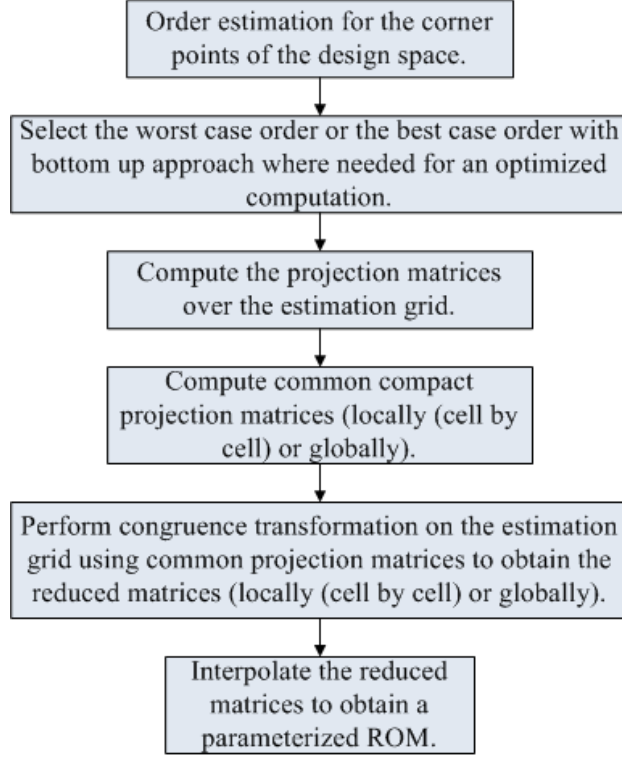 Order estimation for the corner
points of the design space.
Select the worst case order or the best case order with
bottom up approach where needed for an optimized
computation.
Compute the projection matrices
over the estimation grid.
Compute common compact
projection matrices (locally (cell by
cell) or globally).
Perform congruence transformation on the estimation
grid using common projection matrices to obtain the
reduced matrices (locally (cell by cell) or globally).
Interpolate the reduced
matrices to obtain a
parameterized ROM.